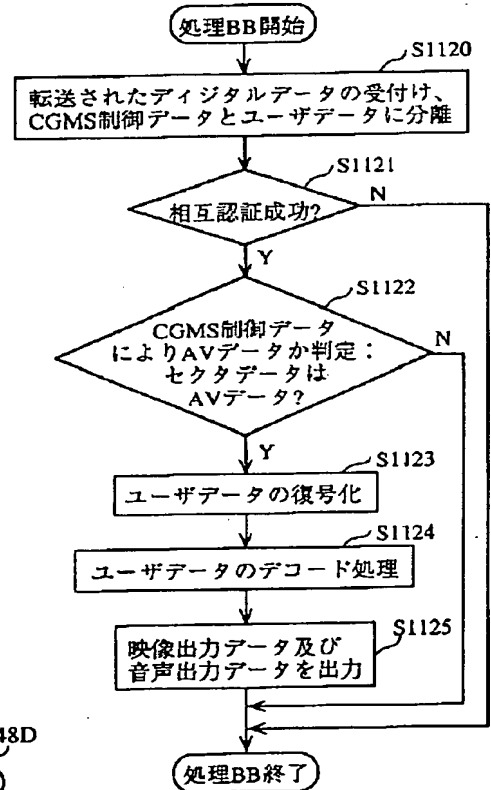 処理BB開始
S1120
転送されたディジタルデータの受付け、
CGMS制御データとユーザデータに分離
S1121
相互認証成功?
N
Y
S1122
CGMS制御データ
によりAVデータか判定:
セクタデータは
AVデータ?
N
Y
S1123
ユーザデータの復号化
S1124
ユーザデータのデコード処理
S1125
映像出力データ及び
音声出力データを出力
48D
処理BB終了